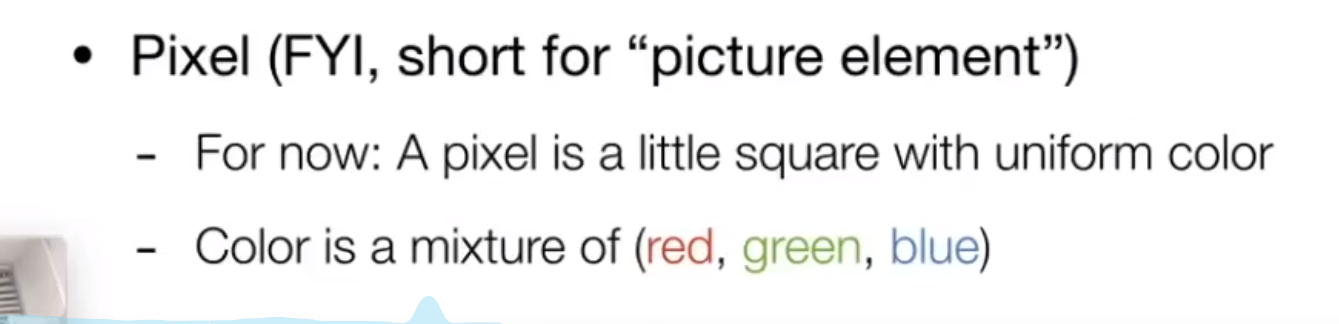 • Pixel (FYI, short for “picture element”)
- For now: A pixel is a little square with uniform color
- Color is a mixture of (red, green, blue)